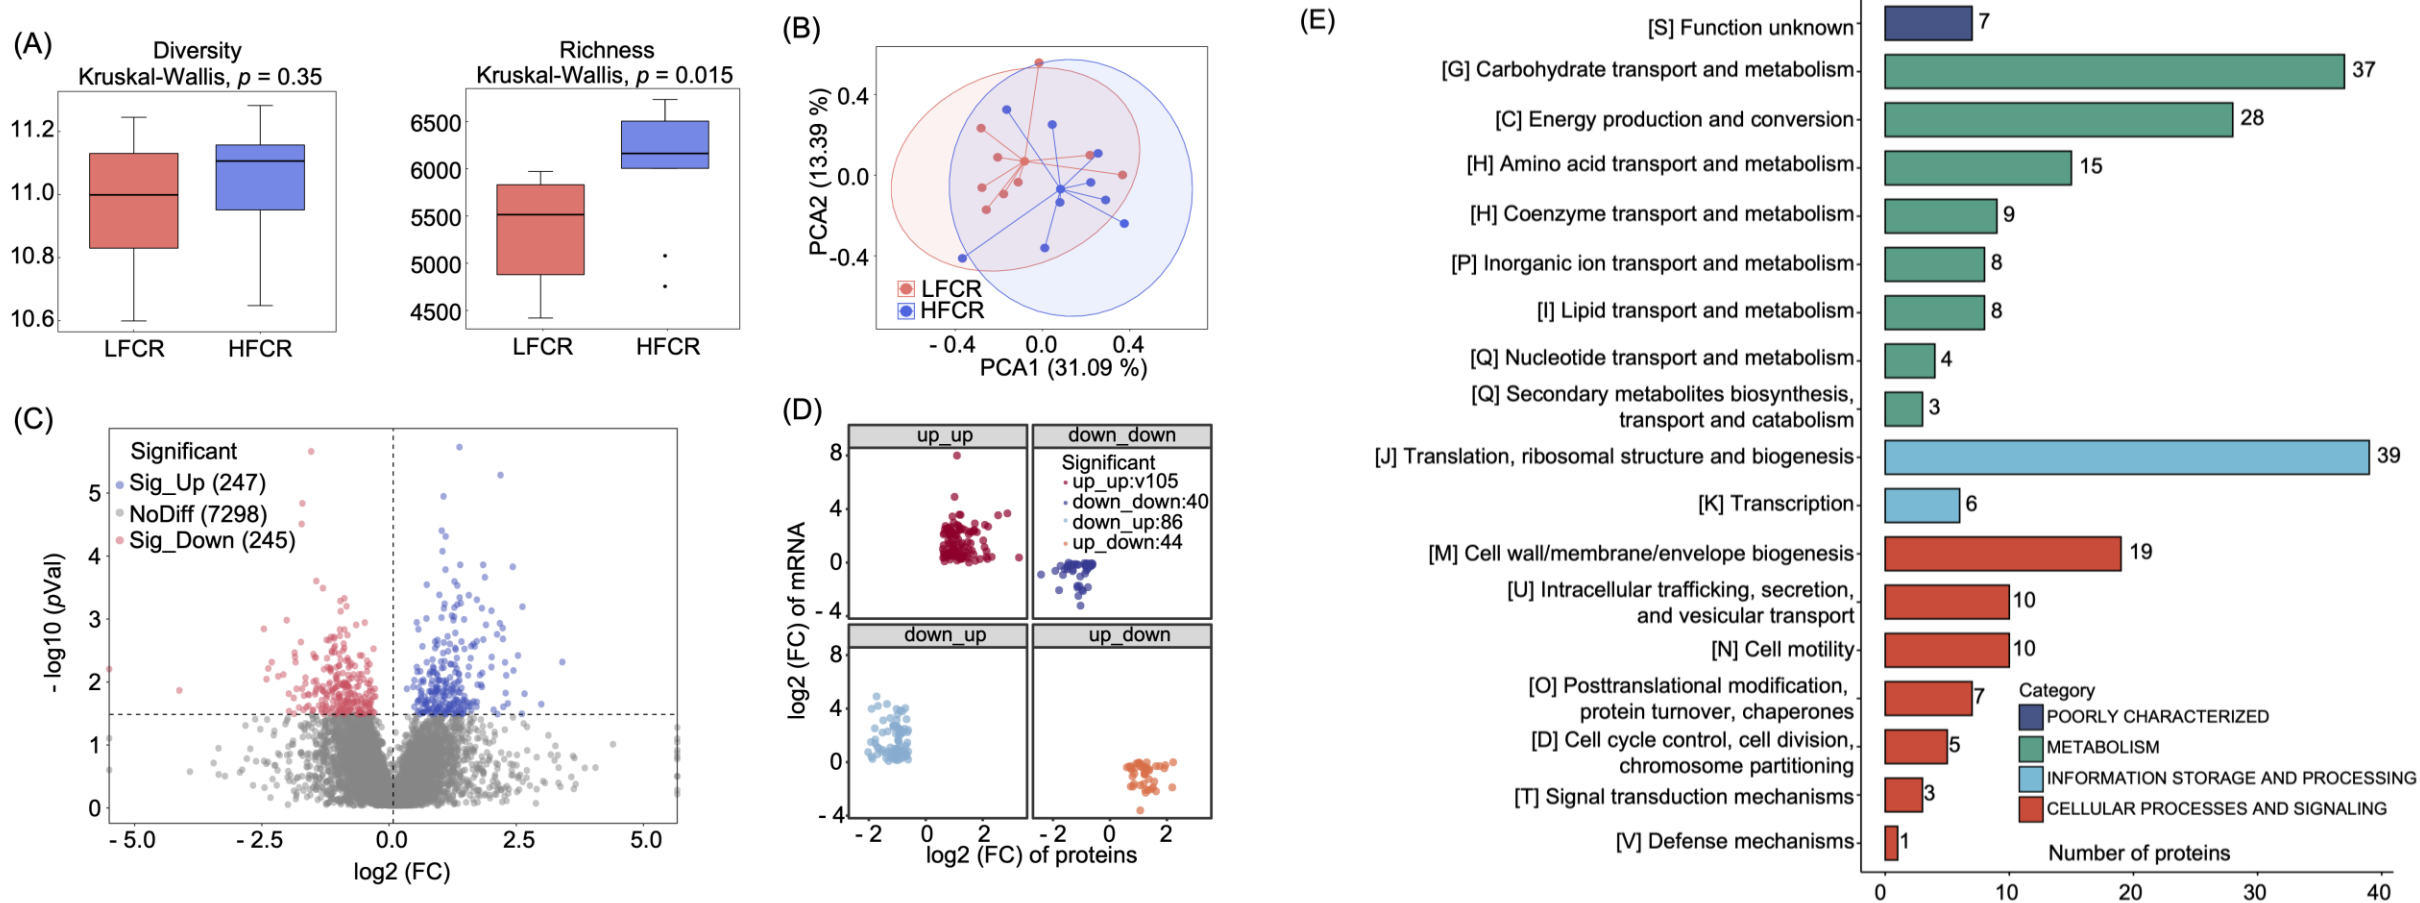 (A)
Diversity
Kruskal-Wallis, p = 0.35
11.2
11.0
10.8
10.6
LFCR
HFCR
Richness
Kruskal-Wallis, p = 0.015
6500
6000
5500
5000
4500
LFCR
HFCR
(B)
PCA2 (13.39 %)
0.4
0.0
-0.4
LFCR
HFCR
- 0.4
0.0
0.4
PCA1 (31.09 %)
(C)
- log10 (pVal)
Significant
Sig_Up (247)
NoDiff (7298)
Sig_Down (245)
5
4
3
2
1
0
- 5.0
- 2.5
0.0
2.5
5.0
log2 (FC)
(D)
log2 (FC) of mRNA
up_up
down_down
8
4
0
- 4
Significant
up_up:v105
down_down:40
down_up:86
up_down:44
down_up
up_down
8
4
0
- 4
- 2
0
2
- 2
0
2
log2 (FC) of proteins
(E)
[S] Function unknown
7
[G] Carbohydrate transport and metabolism
37
[C] Energy production and conversion
28
[H] Amino acid transport and metabolism
15
[H] Coenzyme transport and metabolism
9
[P] Inorganic ion transport and metabolism
8
[I] Lipid transport and metabolism
8
[Q] Nucleotide transport and metabolism
4
[Q] Secondary metabolites biosynthesis,
transport and catabolism
3
[J] Translation, ribosomal structure and biogenesis
39
[K] Transcription
6
[M] Cell wall/membrane/envelope biogenesis
19
[U] Intracellular trafficking, secretion,
and vesicular transport
10
[N] Cell motility
10
[O] Posttranslational modification,
protein turnover, chaperones
7
[D] Cell cycle control, cell division,
chromosome partitioning
5
[T] Signal transduction mechanisms
3
[V] Defense mechanisms
1
Category
POORLY CHARACTERIZED
METABOLISM
INFORMATION STORAGE AND PROCESSING
CELLULAR PROCESSES AND SIGNALING
Number of proteins
0
10
20
30
40